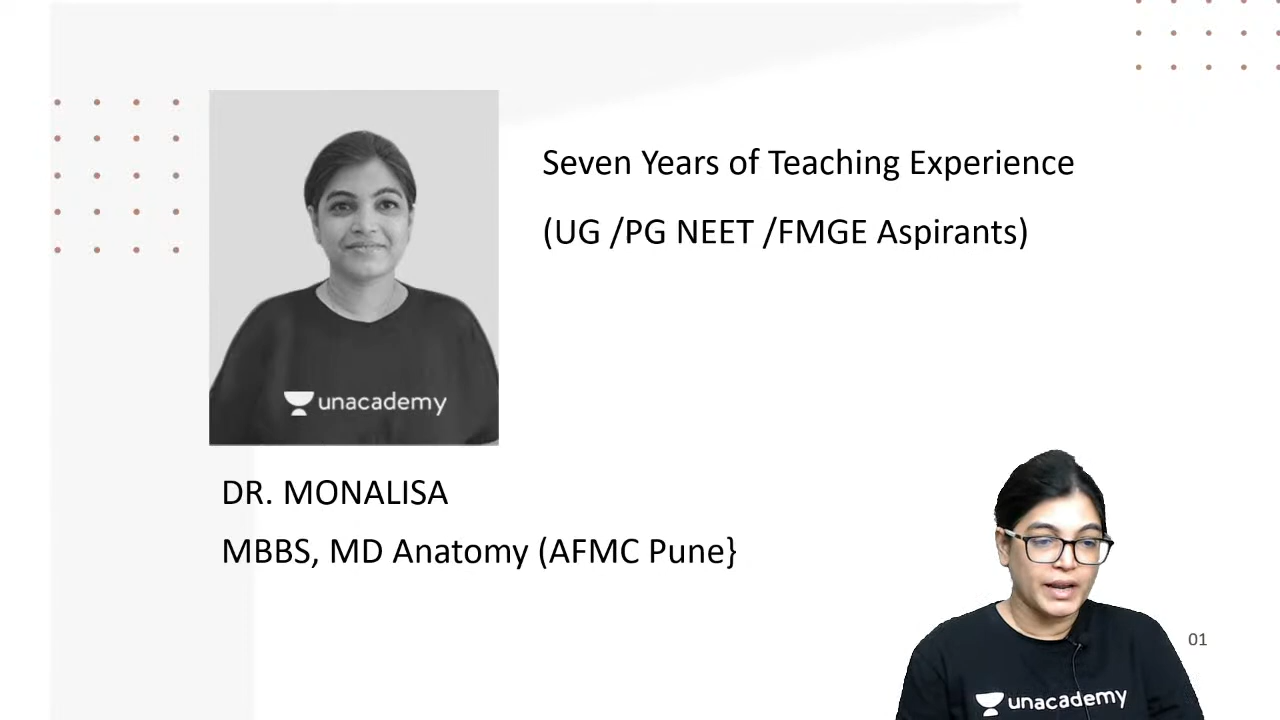 Seven Years of Teaching Experience
(UG /PG NEET /FMGE Aspirants)
unacademy
DR. MONALISA
MBBS, MD Anatomy (AFMC Pune}
01
unacademy